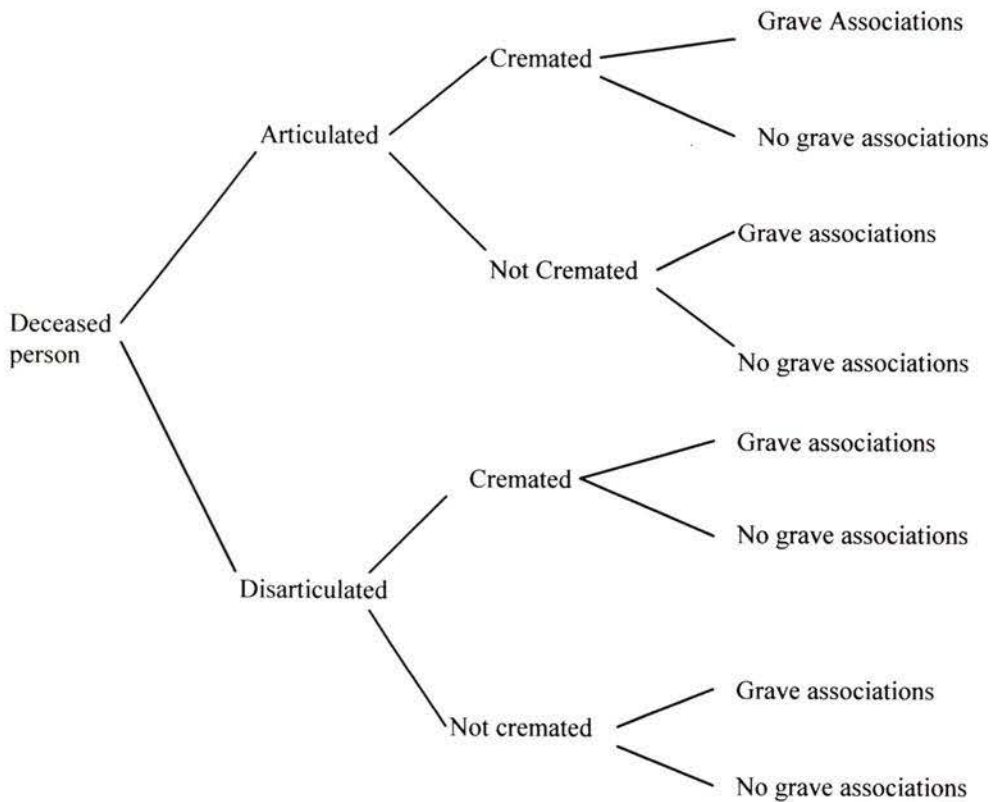 Grave Associations
Cremated
No grave associations
Articulated
Grave associations
Not Cremated
No grave associations
Deceased
person
Grave associations
Cremated
No grave associations
Disarticulated
Grave associations
Not cremated
No grave associations